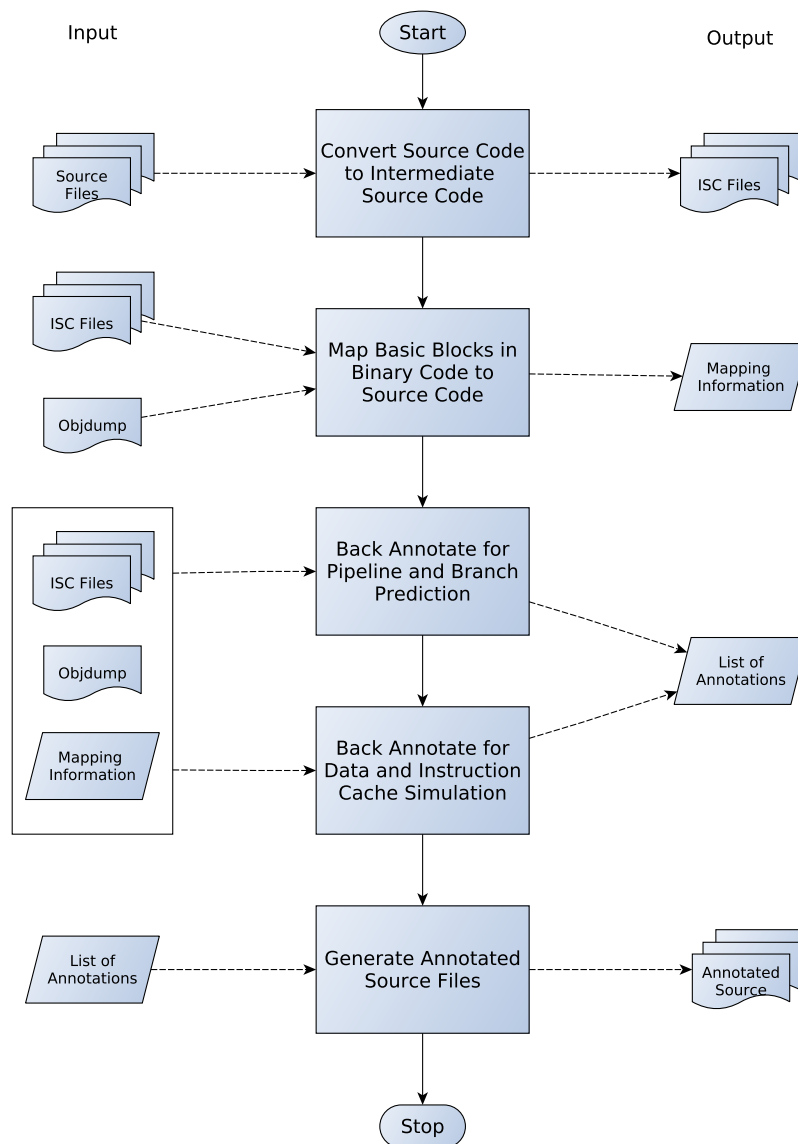 Input
Start
Output
Source
Files
Convert Source Code
to Intermediate
Source Code
ISC Files
ISC Files
Objdump
Map Basic Blocks in
Binary Code to
Source Code
Mapping
Information
ISC Files
Objdump
Mapping
Information
Back Annotate for
Pipeline and Branch
Prediction
Back Annotate for
Data and Instruction
Cache Simulation
List of
Annotations
List of
Annotations
Generate Annotated
Source Files
Annotated
Source
Stop